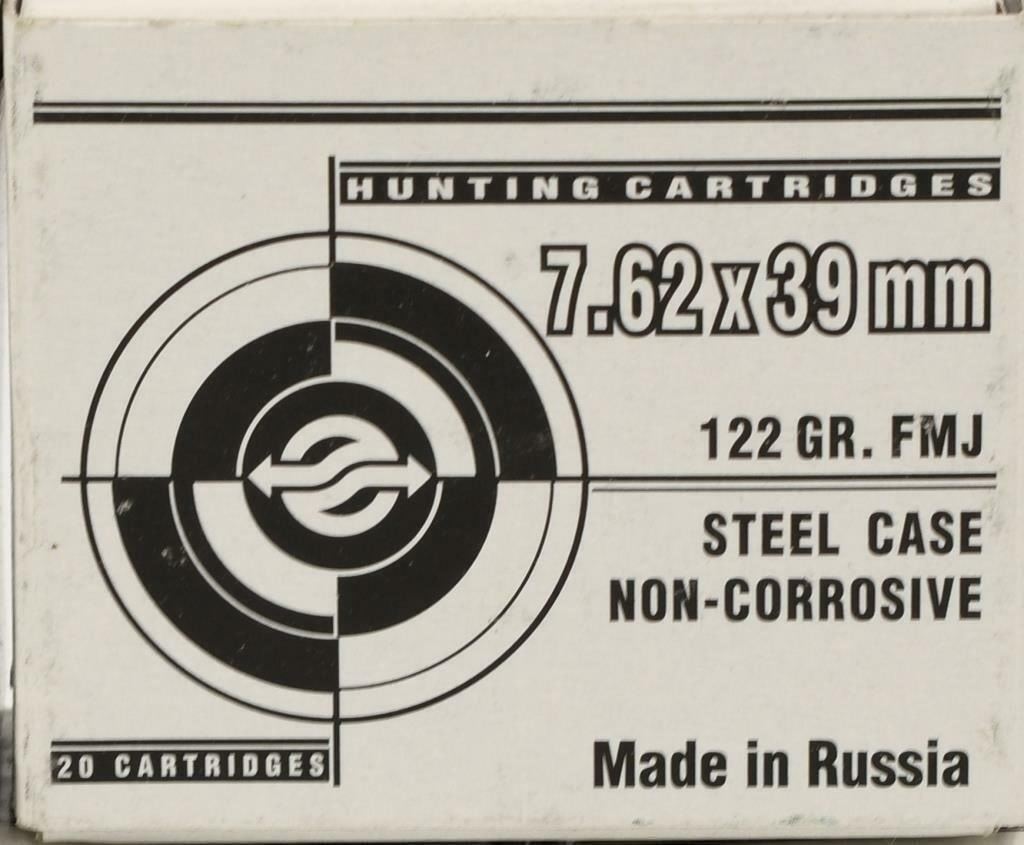 HUNTING CARTRIDGES
7.62x39mm
122 GR. FMJ
STEEL CASE
NON-CORROSIVE
20 CARTRIDGES
Made in Russia